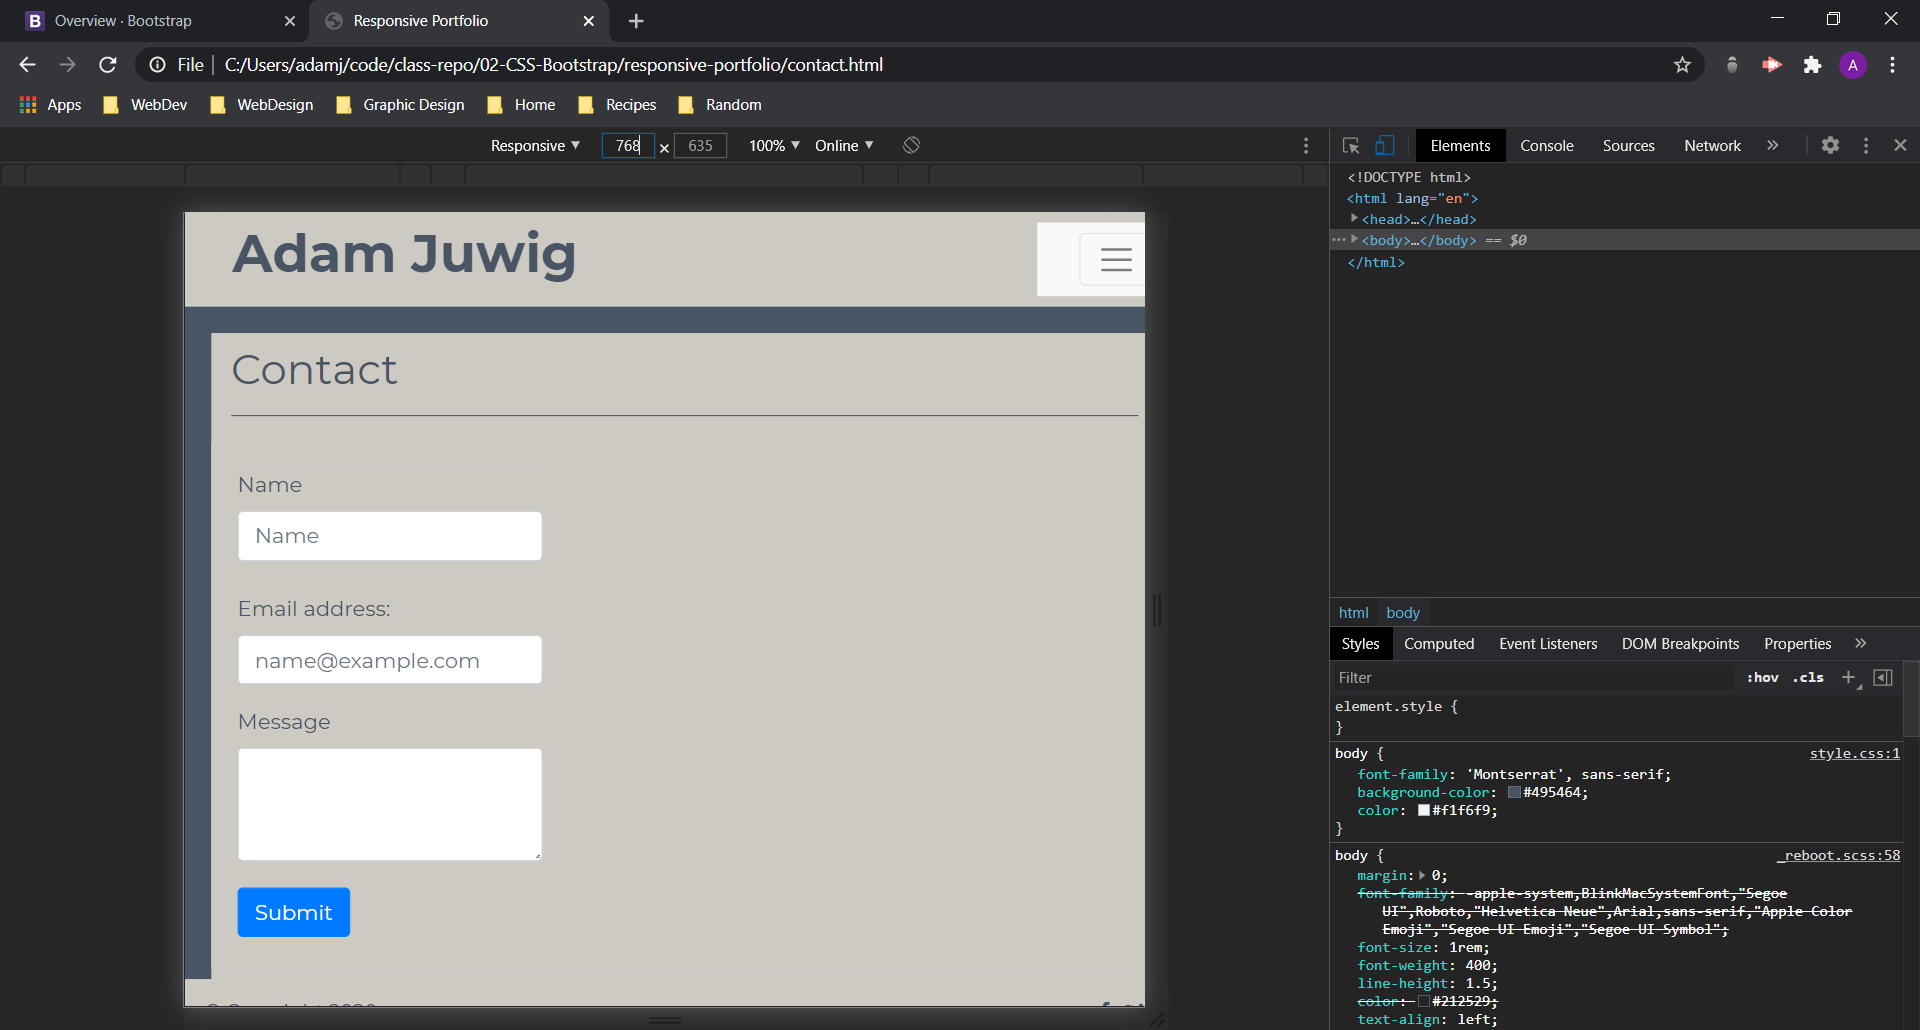 Overview · Bootstrap
Responsive Portfolio
File
C:/Users/adamj/code/class-repo/02-CSS-Bootstrap/responsive-portfolio/contact.html
A
Apps
WebDev
WebDesign
Graphic Design
Home
Recipes
Random
Responsive ▼ 768 × 635 100% ▼ Online ▼
Elements Console Sources Network »
<!DOCTYPE html>
<html lang="en">
<head>…</head>
<body>…</body> == $0
</html>
Adam Juwig
Contact
Name
Name
Email address:
name@example.com
Message
Submit
© Copyright 2020
html body
Styles Computed Event Listeners DOM Breakpoints Properties »
Filter :hov .cls +
element.style {
}
body { style.css:1
font-family: 'Montserrat', sans-serif;
background-color: #495464;
color: #f1f6f9;
}
body { _reboot.scss:58
margin: 0;
font-family: -apple-system,BlinkMacSystemFont,"Segoe
UI",Roboto,"Helvetica Neue",Arial,sans-serif,"Apple Color
Emoji","Segoe UI Emoji","Segoe UI Symbol";
font-size: 1rem;
font-weight: 400;
line-height: 1.5;
color: #212529;
text-align: left;